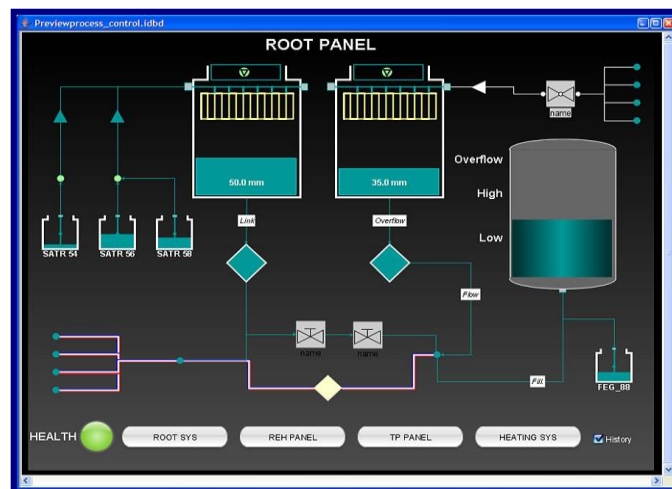 Previewprocess_control.idbd
ROOT PANEL
name
Overflow
High
Low
50.0 mm
35.0 mm
Link
Overflow
SATR 54
SATR 56
SATR 58
Flow
name
name
Fill
FEG_88
HEALTH
ROOT SYS
REH PANEL
TP PANEL
HEATING SYS
History